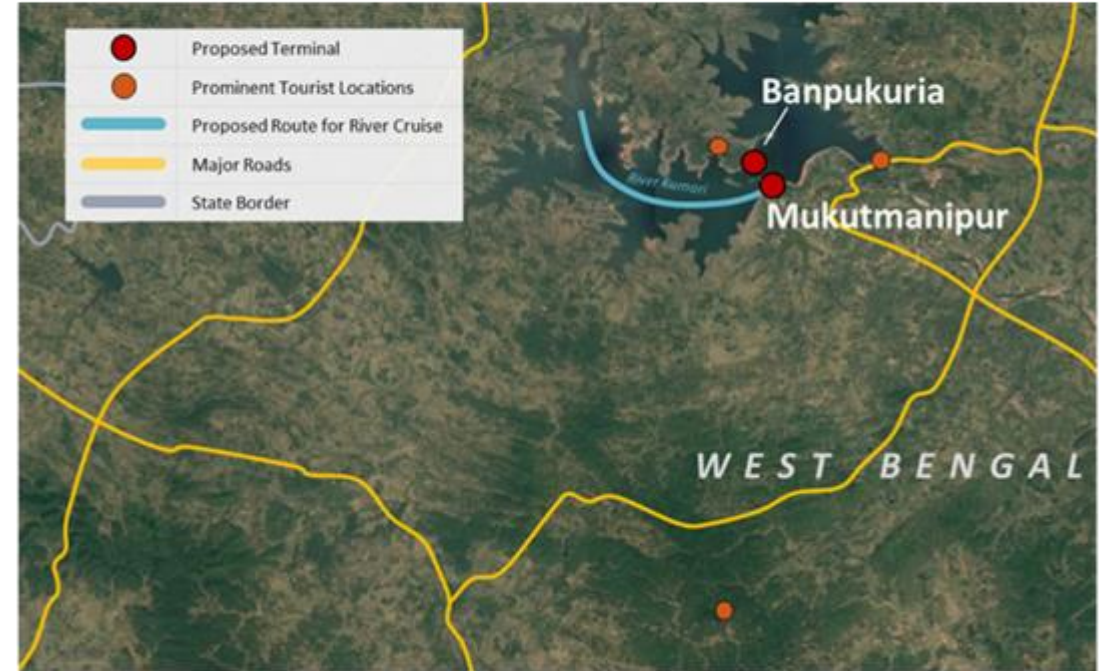 Proposed Terminal
Prominent Tourist Locations
Proposed Route for River Cruise
Major Roads
State Border
Banpukuria
River Kumari
Mukutmanipur
WEST BENGAL